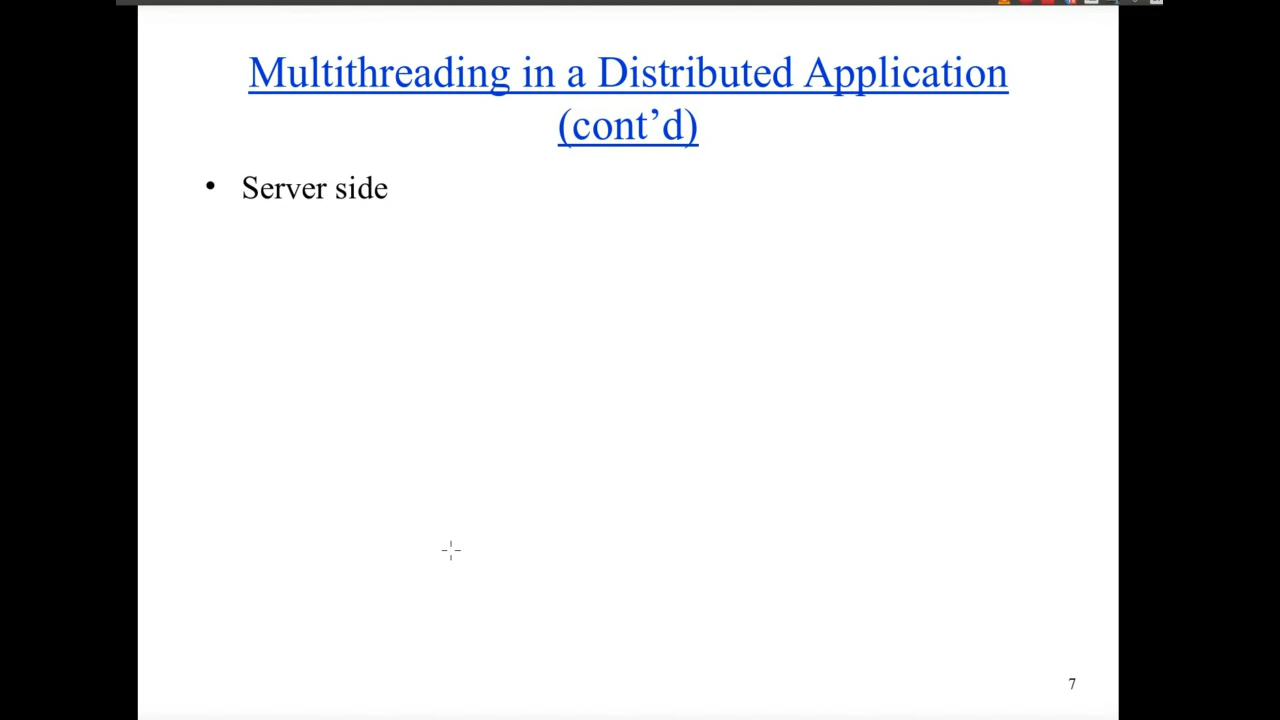 Multithreading in a Distributed Application
(cont’d)
• Server side
7